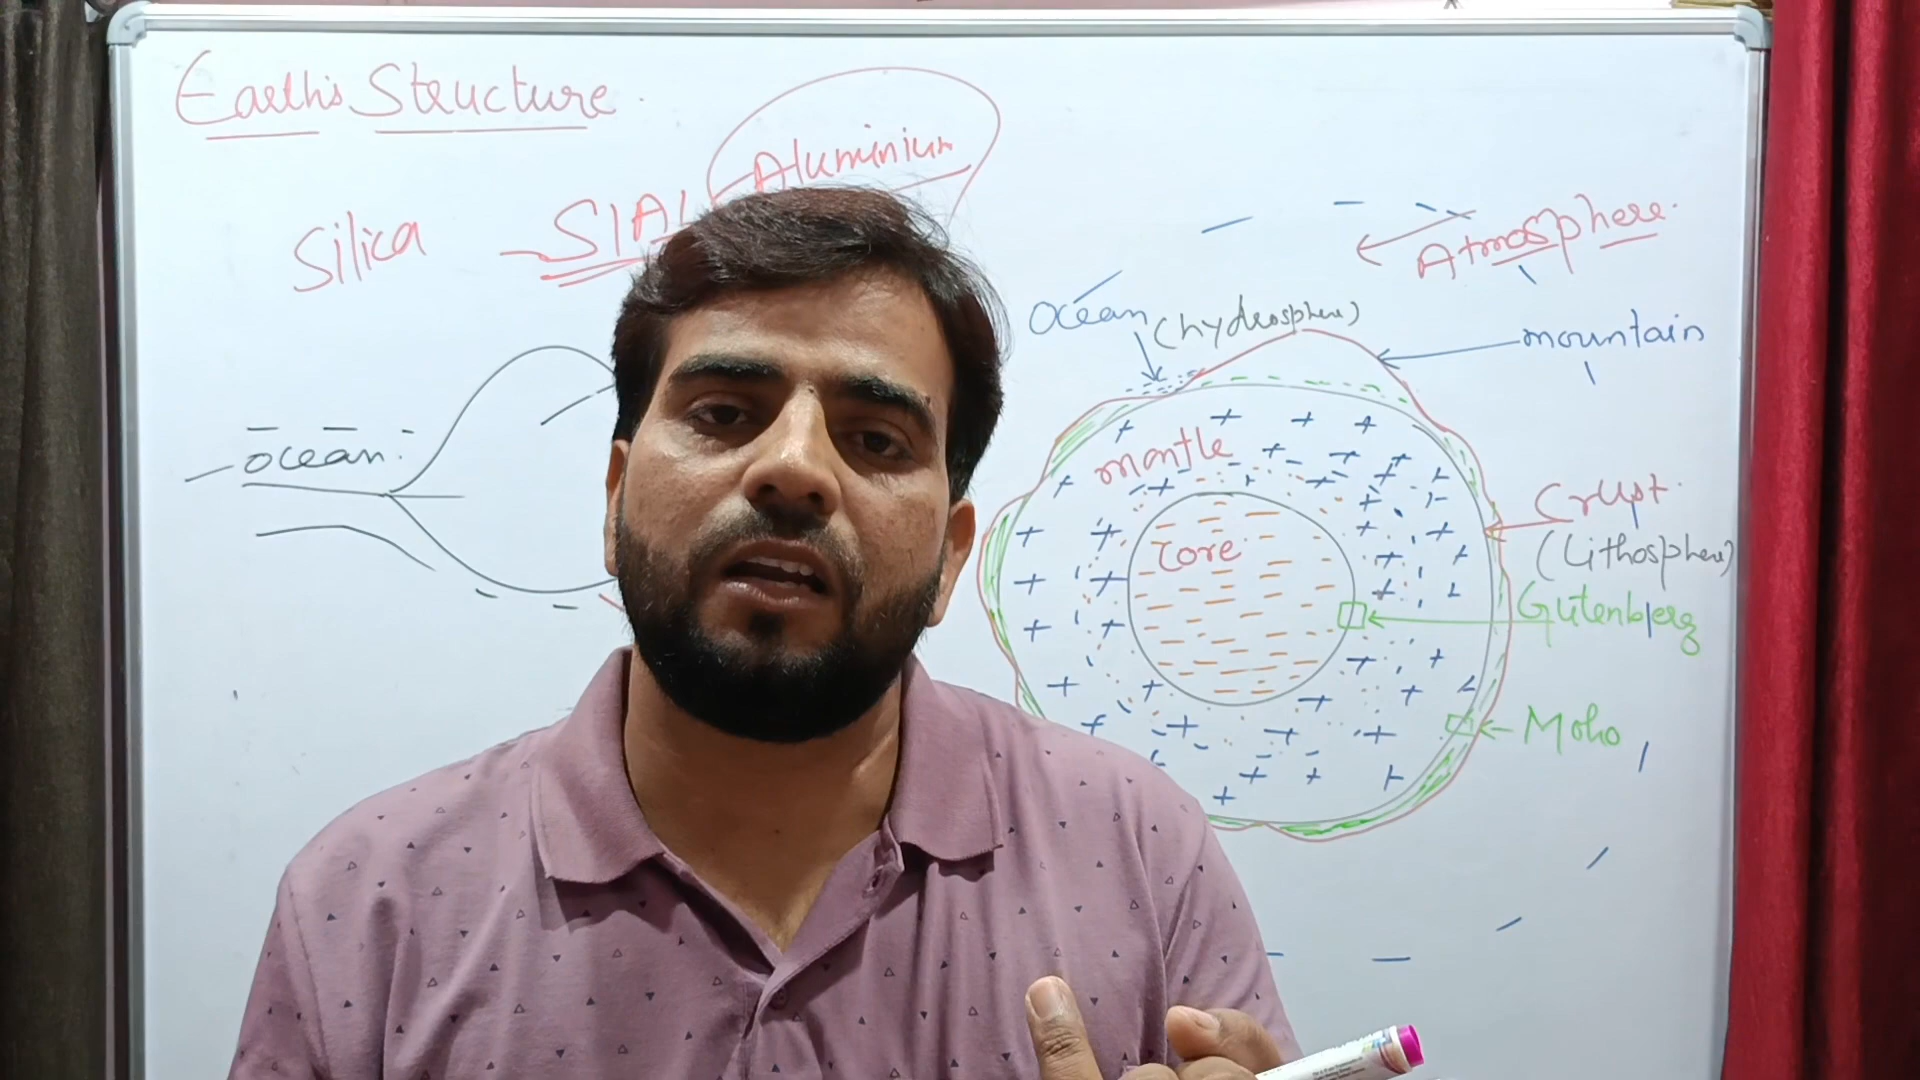 Earth's Structure
Aluminium
Silica
SIAL
Atmosphere
Ocean (hydrosphere)
mountain
ocean
mantle
Crust
(Lithosphere)
core
Gutenberg
Moho